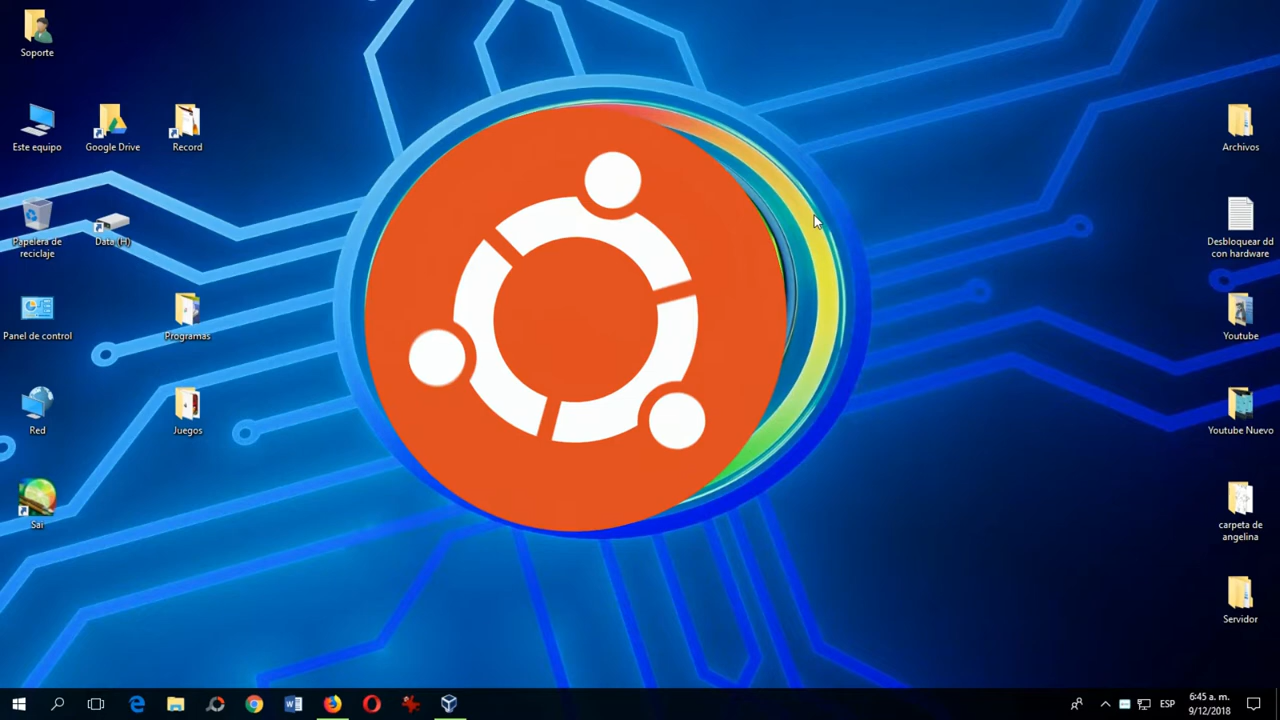 Soporte
Este equipo
Google Drive
Record
Papelera de
reciclaje
Data (H)
Panel de control
Programas
Red
Juegos
Sai
Archivos
Desbloquear dd
con hardware
Youtube
Youtube Nuevo
carpeta de
angelina
Servidor
ESP
6:45 a. m.
9/12/2018